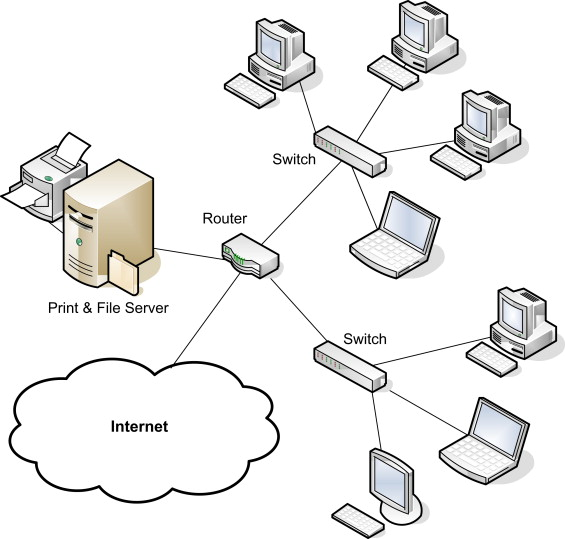 Switch
Router
Print & File Server
Switch
Internet